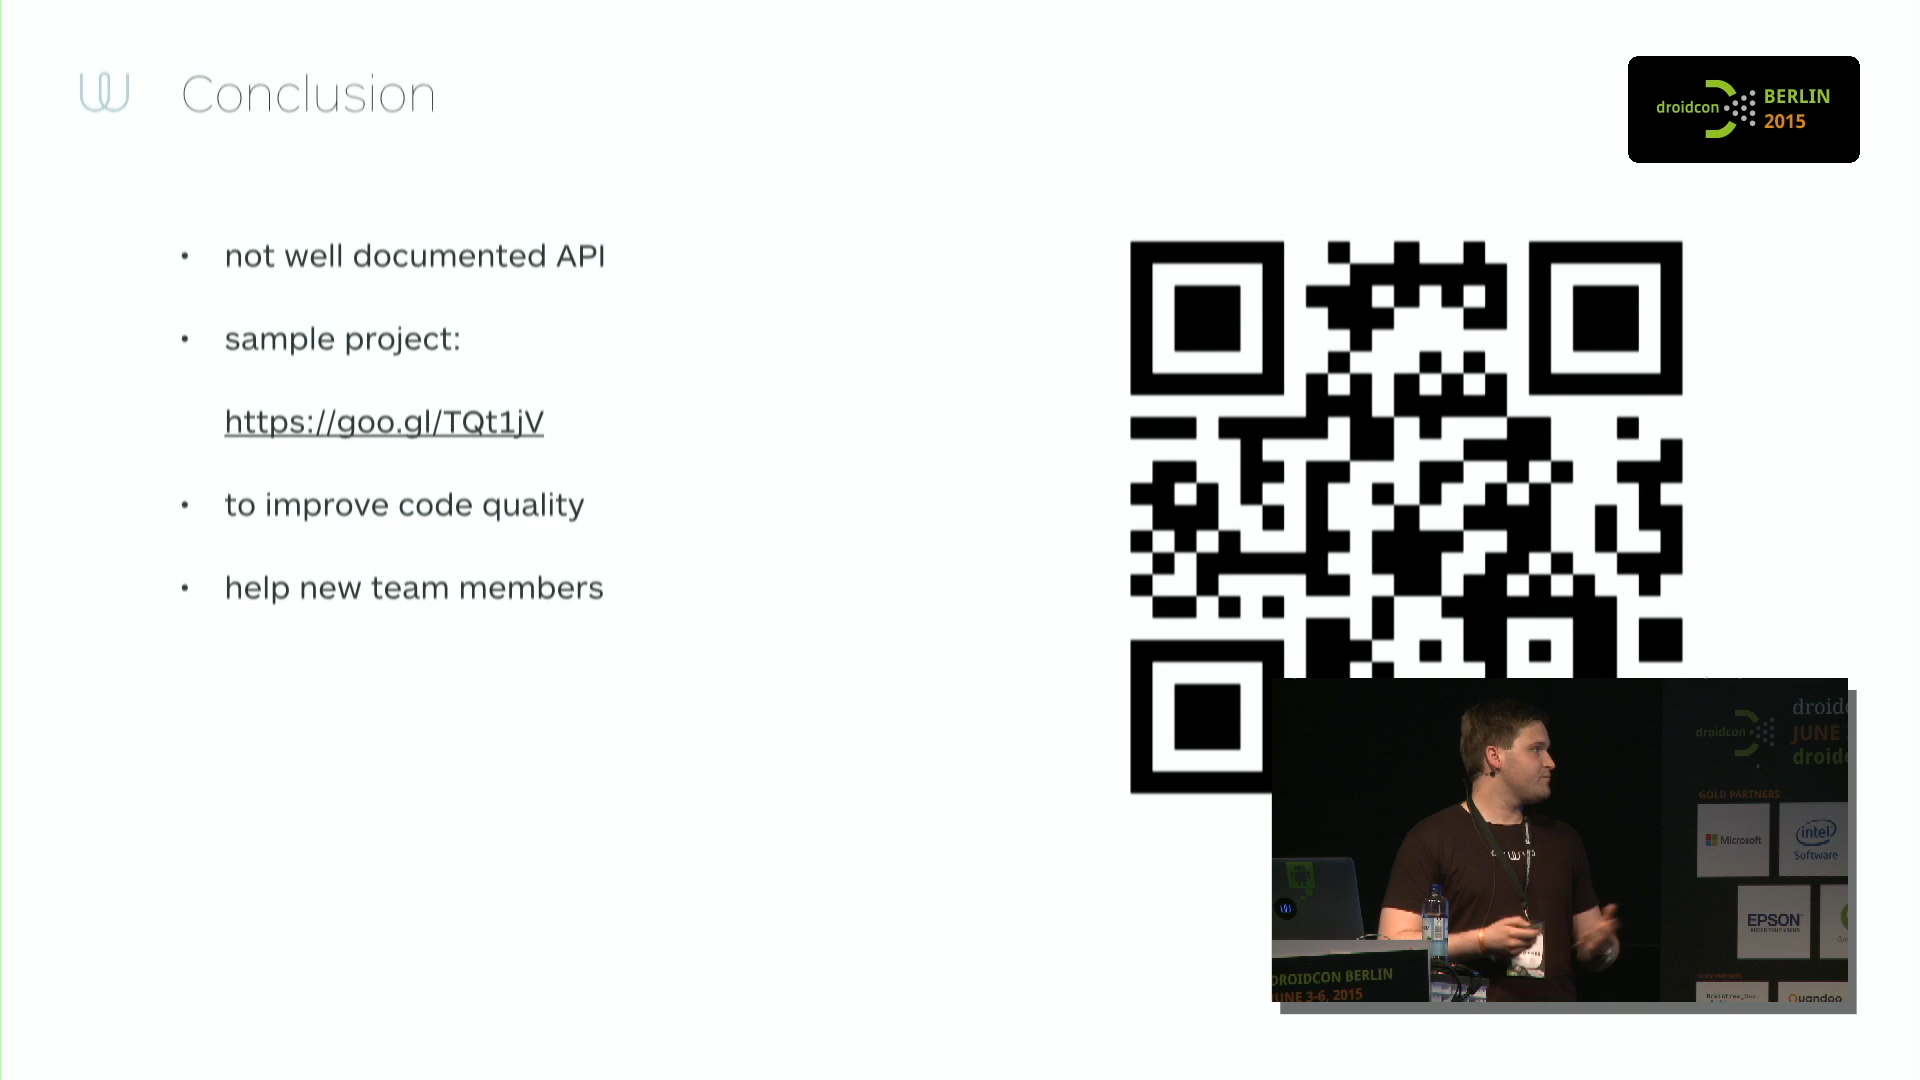 Conclusion
droidcon
BERLIN
2015
• not well documented API
• sample project:
https://goo.gl/TQt1jV
• to improve code quality
• help new team members
droidcon
JUNE
GOLD PARTNERS
Microsoft
intel
Software
EPSON
DROIDCON BERLIN
JUNE 3-6, 2015
Quandoo